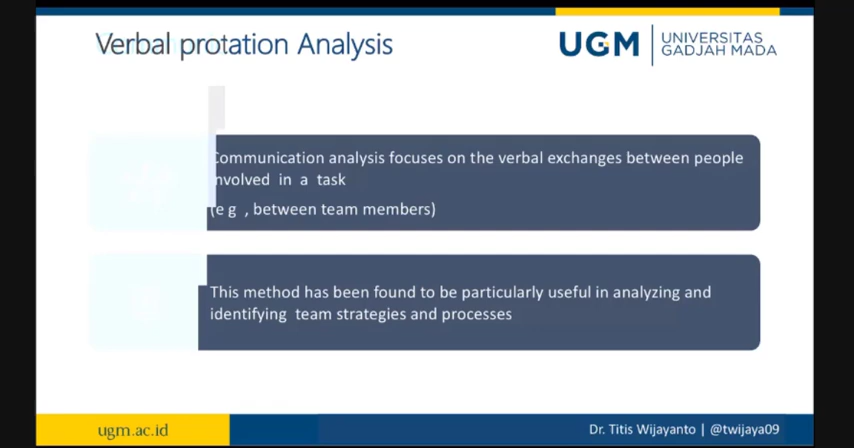 Verbal protation Analysis
UGM
UNIVERSITAS
GADJAH MADA
Communication analysis focuses on the verbal exchanges between people
involved in a task
(e g , between team members)
This method has been found to be particularly useful in analyzing and
identifying team strategies and processes
ugm.ac.id
Dr. Titis Wijayanto | @twijaya09